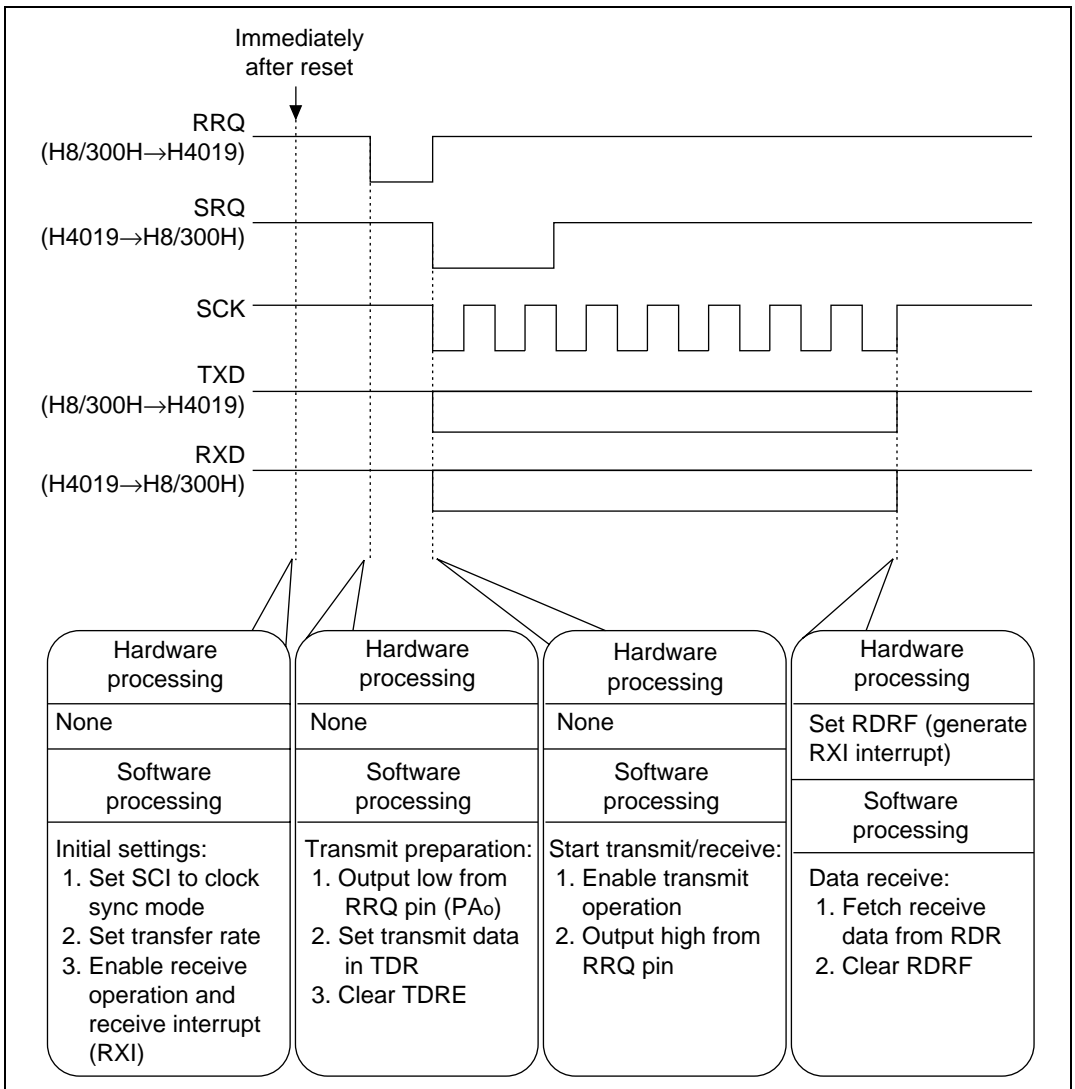 Immediately
after reset
RRQ
(H8/300H→H4019)
SRQ
(H4019→H8/300H)
SCK
TXD
(H8/300H→H4019)
RXD
(H4019→H8/300H)
Hardware
processing
None
Software
processing
Initial settings:
1. Set SCI to clock
sync mode
2. Set transfer rate
3. Enable receive
operation and
receive interrupt
(RXI)
Hardware
processing
None
Software
processing
Transmit preparation:
1. Output low from
RRQ pin (PA₀)
2. Set transmit data
in TDR
3. Clear TDRE
Hardware
processing
None
Software
processing
Start transmit/receive:
1. Enable transmit
operation
2. Output high from
RRQ pin
Hardware
processing
Set RDRF (generate
RXI interrupt)
Software
processing
Data receive:
1. Fetch receive
data from RDR
2. Clear RDRF